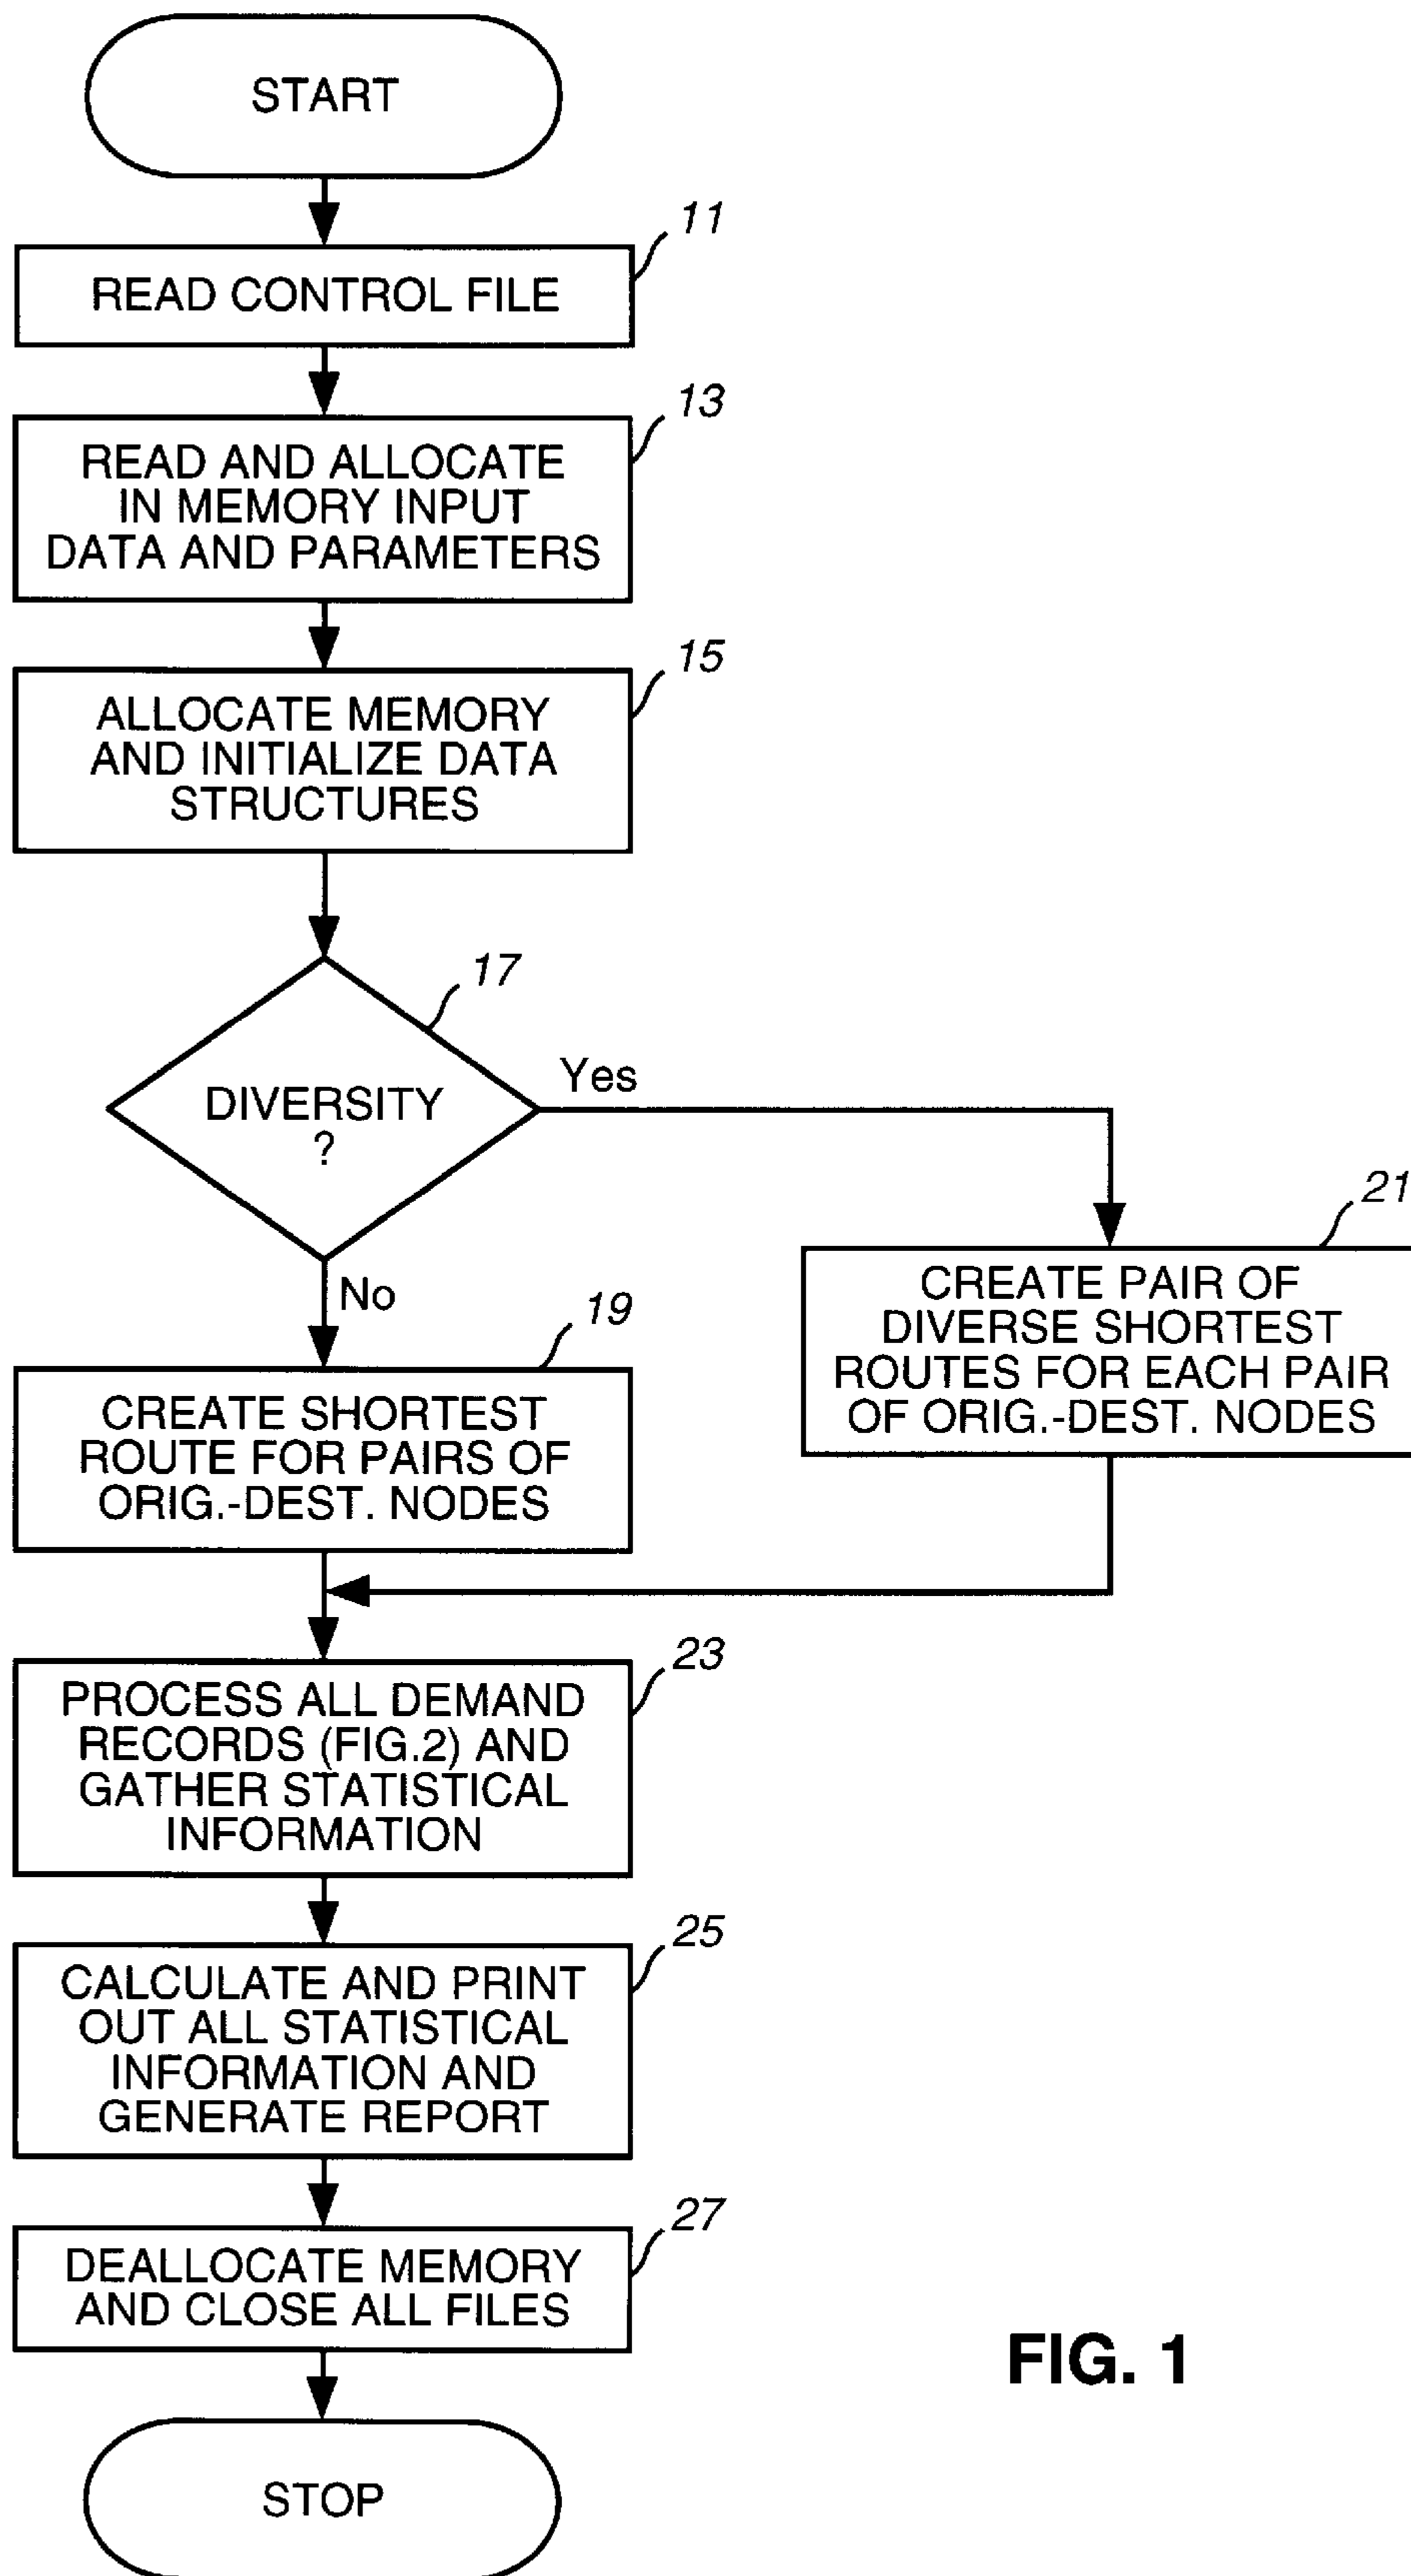 START
11
READ CONTROL FILE
13
READ AND ALLOCATE
IN MEMORY INPUT
DATA AND PARAMETERS
15
ALLOCATE MEMORY
AND INITIALIZE DATA
STRUCTURES
17
DIVERSITY
?
Yes
No
21
CREATE PAIR OF
DIVERSE SHORTEST
ROUTES FOR EACH PAIR
OF ORIG.-DEST. NODES
19
CREATE SHORTEST
ROUTE FOR PAIRS OF
ORIG.-DEST. NODES
23
PROCESS ALL DEMAND
RECORDS (FIG.2) AND
GATHER STATISTICAL
INFORMATION
25
CALCULATE AND PRINT
OUT ALL STATISTICAL
INFORMATION AND
GENERATE REPORT
27
DEALLOCATE MEMORY
AND CLOSE ALL FILES
STOP
FIG. 1